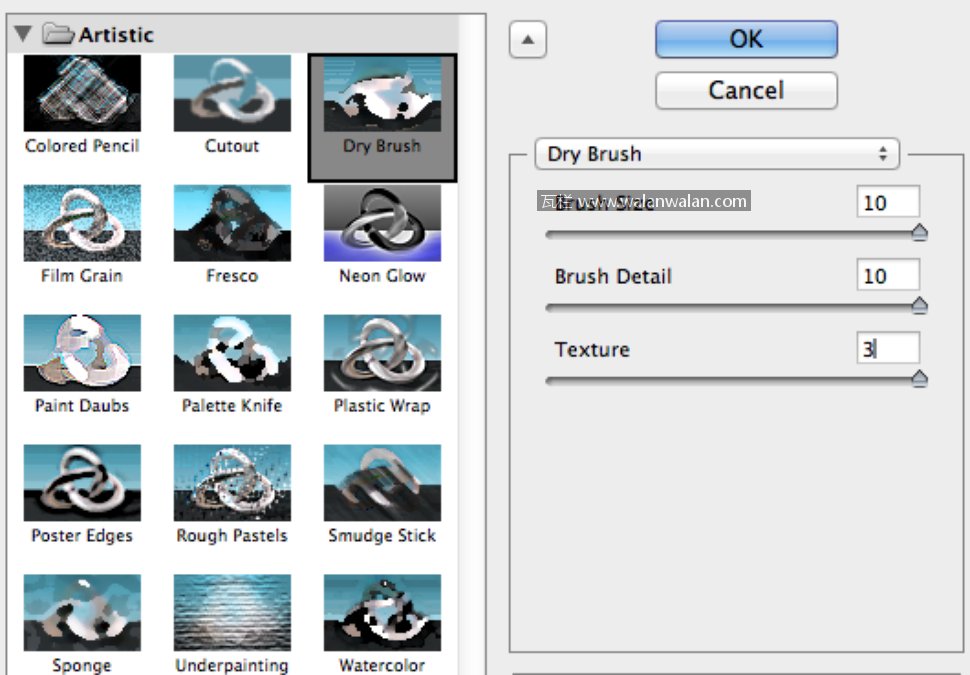 Artistic
Colored Pencil
Cutout
Dry Brush
Film Grain
Fresco
Neon Glow
Paint Daubs
Palette Knife
Plastic Wrap
Poster Edges
Rough Pastels
Smudge Stick
Sponge
Underpainting
Watercolor
OK
Cancel
Dry Brush
Brush Size 10
www.walanwalan.com
Brush Detail 10
Texture 3